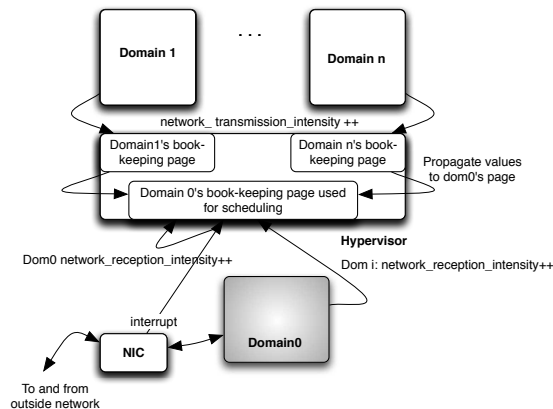 Domain 1
. . .
Domain n
network_ transmission_intensity ++
Domain1's book-
keeping page
Domain n's book-
keeping page
Propagate values
to dom0's page
Domain 0's book-keeping page used
for scheduling
Hypervisor
Dom0 network_reception_intensity++
Dom i: network_reception_intensity++
interrupt
NIC
Domain0
To and from
outside network